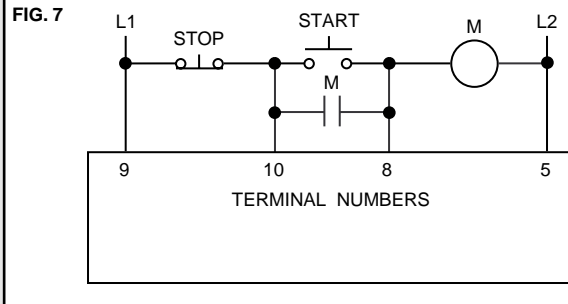 FIG. 7
L1
STOP
START
M
L2
M
9 10 8 5
TERMINAL NUMBERS